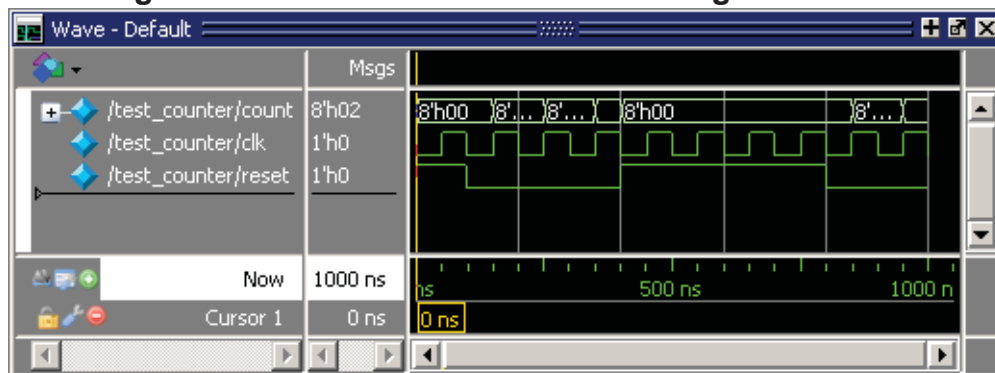 Wave - Default
Msgs
/test_counter/count 8'h02 8'h00 8'... 8'... 8'h00 8'...
/test_counter/clk 1'h0
/test_counter/reset 1'h0
Now 1000 ns ns 500 ns 1000 n
Cursor 1 0 ns 0 ns